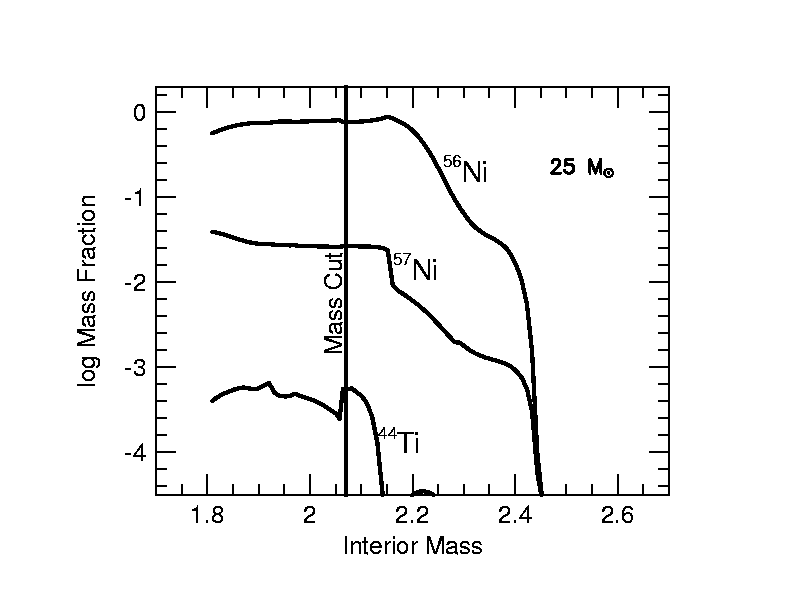 0
-1
-2
-3
-4
log Mass Fraction
⁵⁶Ni
25 M☉
⁵⁷Ni
Mass Cut
⁴⁴Ti
1.8 2 2.2 2.4 2.6
Interior Mass